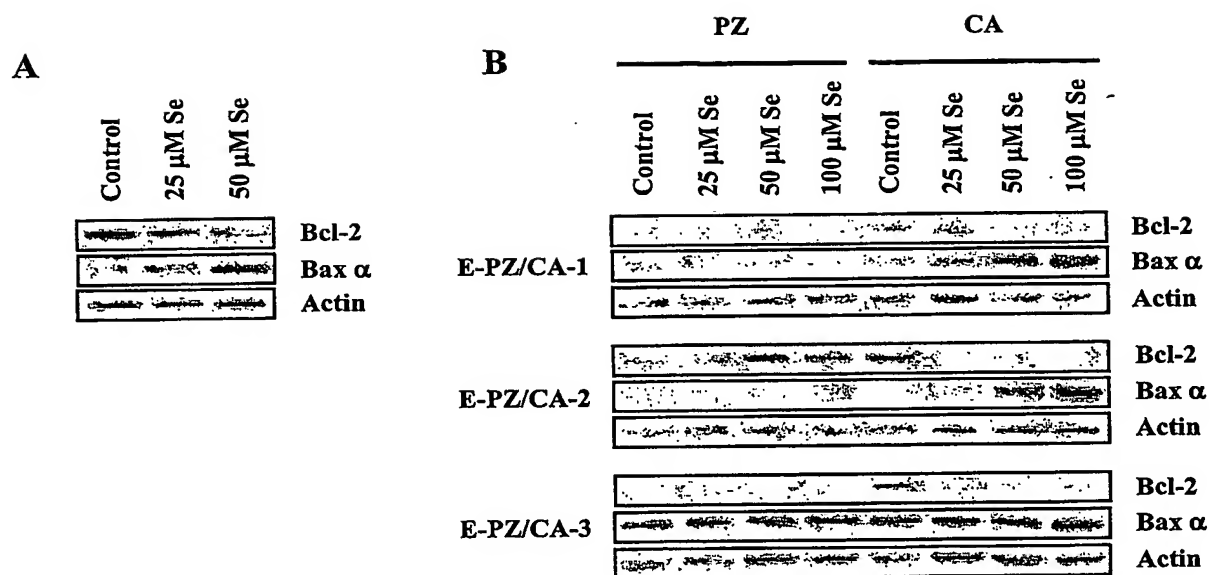 A
Control
25 µM Se
50 µM Se
Bcl-2
Bax α
Actin
B
PZ
CA
Control
25 µM Se
50 µM Se
100 µM Se
Control
25 µM Se
50 µM Se
100 µM Se
E-PZ/CA-1
Bcl-2
Bax α
Actin
E-PZ/CA-2
Bcl-2
Bax α
Actin
E-PZ/CA-3
Bcl-2
Bax α
Actin